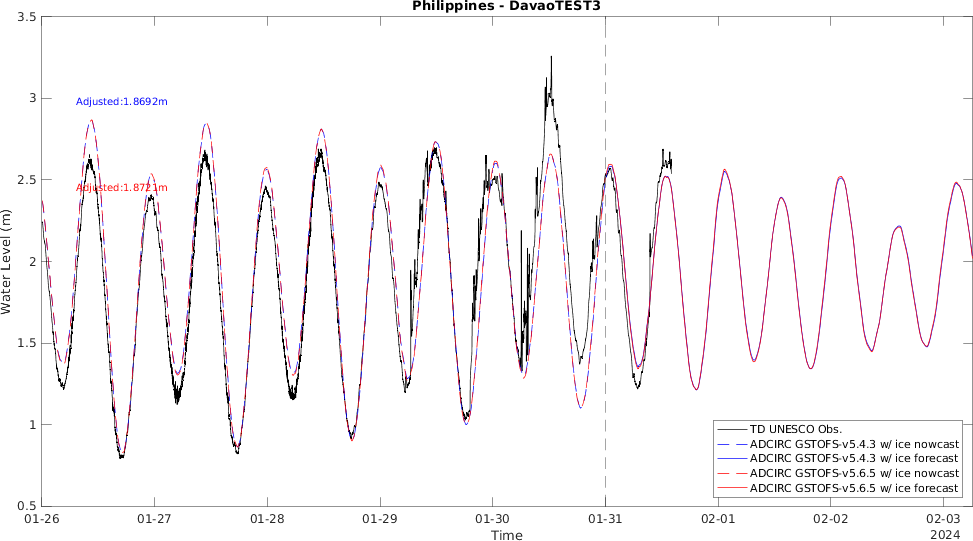 Philippines - DavaoTEST3
3.5
3
2.5
2
1.5
1
0.5
Water Level (m)
Adjusted:1.8692m
Adjusted:1.8721m
TD UNESCO Obs.
ADCIRC GSTOFS-v5.4.3 w/ ice nowcast
ADCIRC GSTOFS-v5.4.3 w/ ice forecast
ADCIRC GSTOFS-v5.6.5 w/ ice nowcast
ADCIRC GSTOFS-v5.6.5 w/ ice forecast
01-26 01-27 01-28 01-29 01-30 01-31 02-01 02-02 02-03
Time
2024